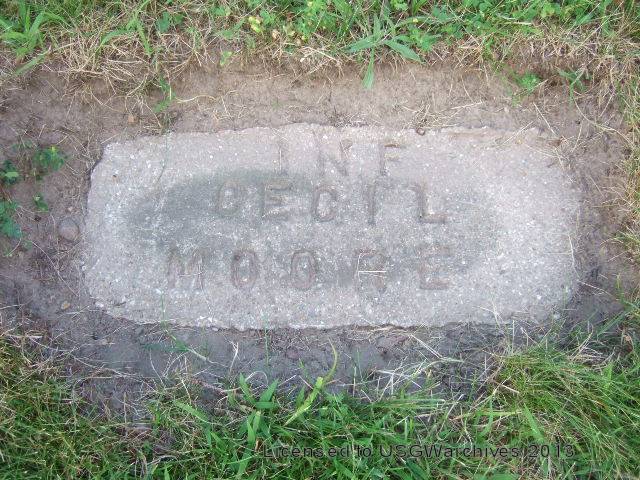 INF
CECIL
MOORE
Licensed to USGWarchives/2013